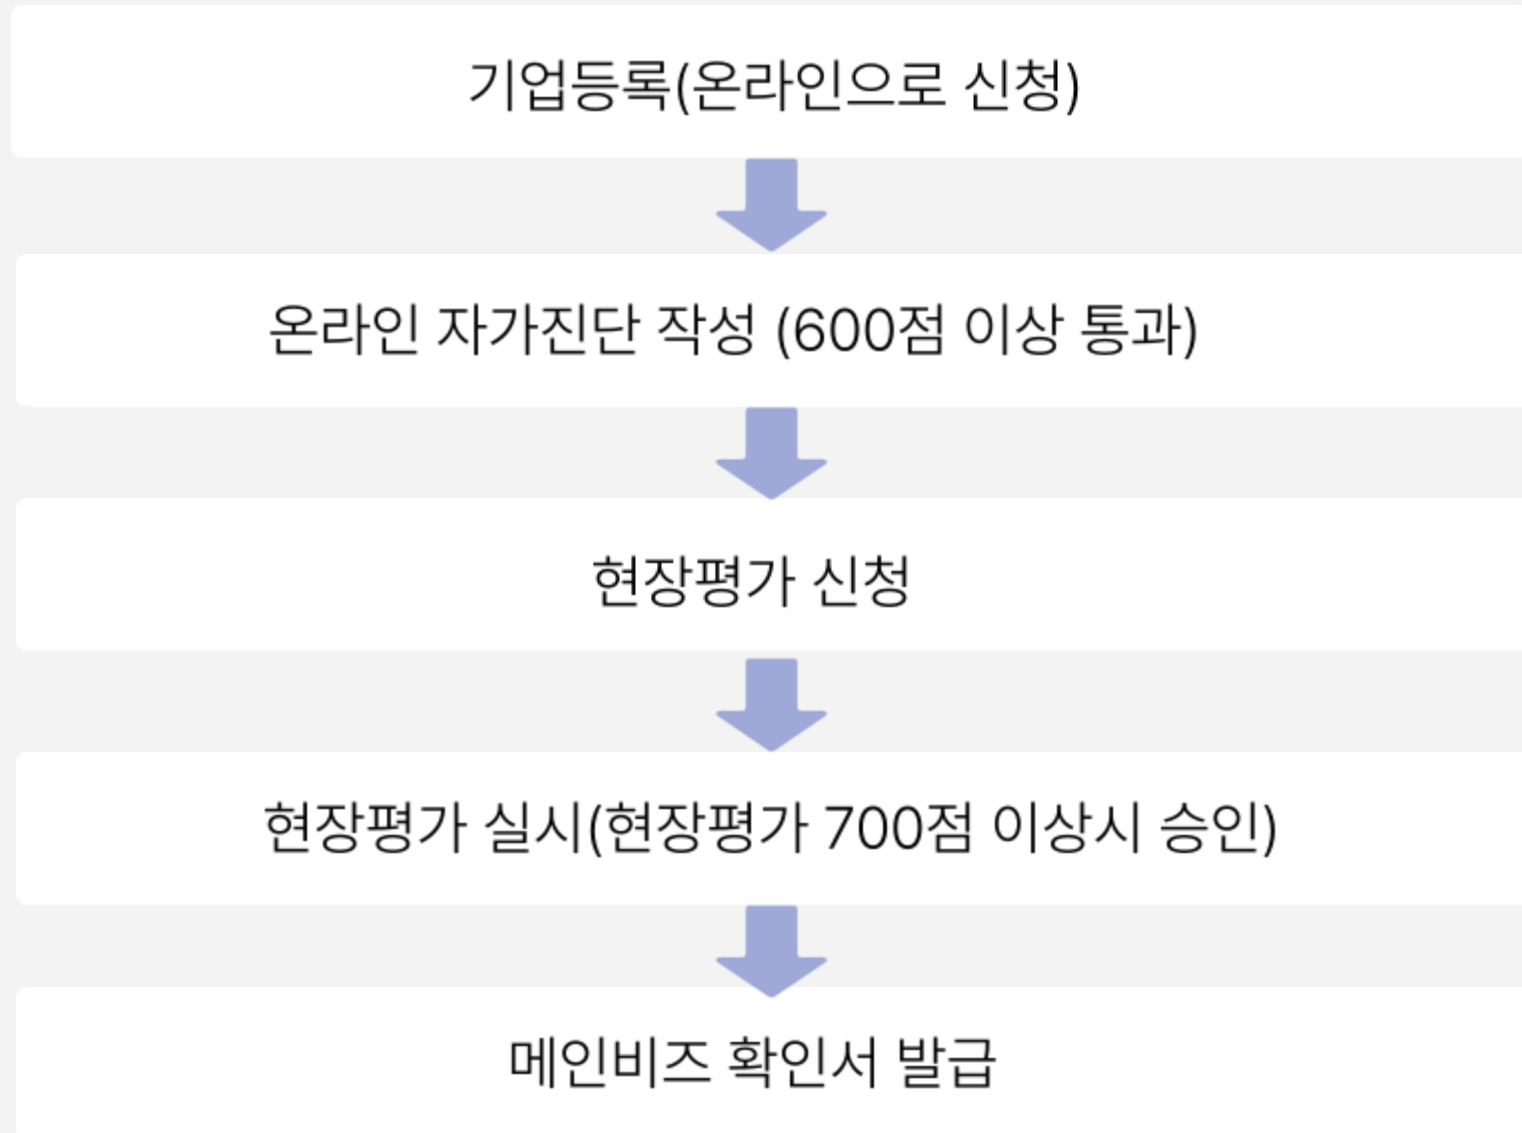 기업등록(온라인으로 신청)
온라인 자가진단 작성 (600점 이상 통과)
현장평가 신청
현장평가 실시(현장평가 700점 이상시 승인)
메인비즈 확인서 발급